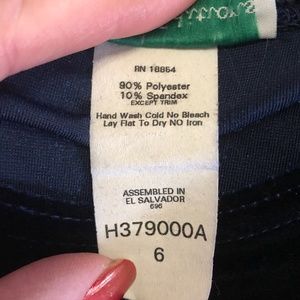 RN 16864
90% Polyester
10% Spandex
EXCEPT TRIM
Hand Wash Cold No Bleach
Lay Flat To Dry NO Iron
ASSEMBLED IN
EL SALVADOR
696
H379000A
6